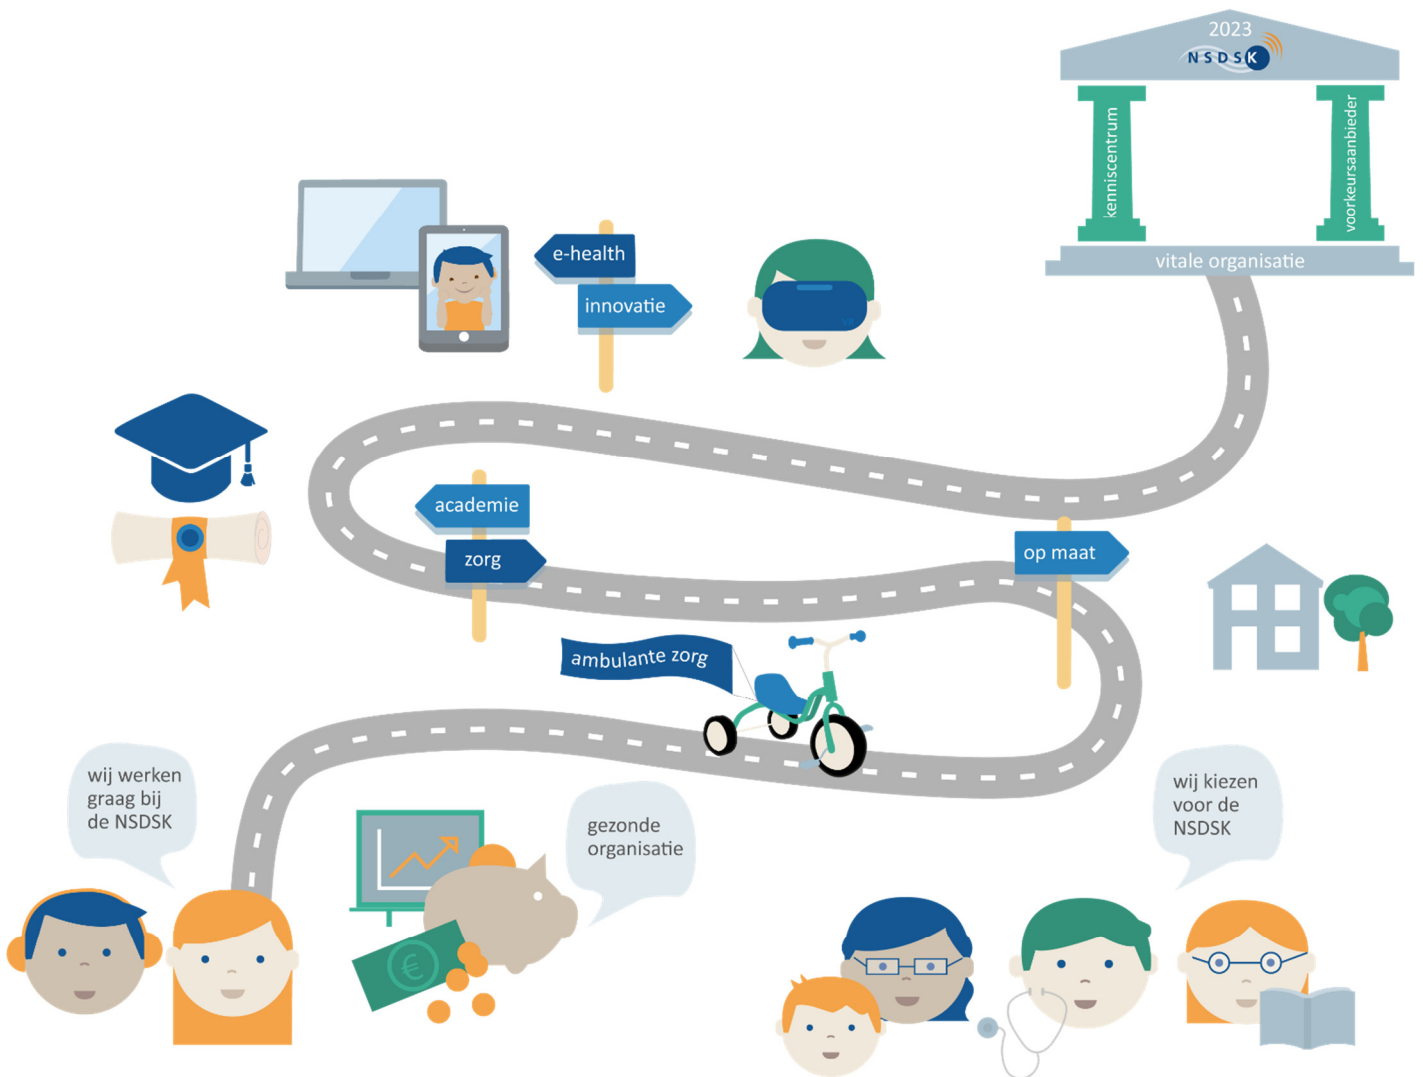 2023
NSDSK
kenniscentrum
voorkeursaanbieder
vitale organisatie
e-health
innovatie
academie
zorg
op maat
ambulante zorg
wij werken
graag bij
de NSDSK
gezonde
organisatie
wij kiezen
voor de
NSDSK
€